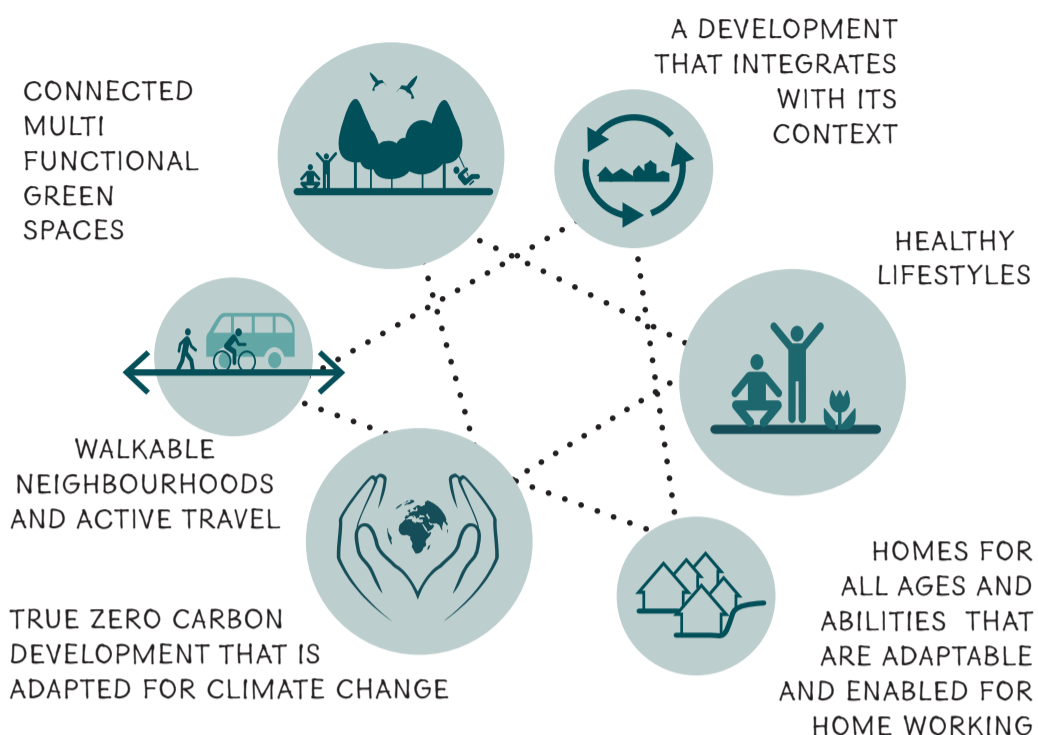 CONNECTED
MULTI
FUNCTIONAL
GREEN
SPACES
A DEVELOPMENT
THAT INTEGRATES
WITH ITS
CONTEXT
HEALTHY
LIFESTYLES
WALKABLE
NEIGHBOURHOODS
AND ACTIVE TRAVEL
TRUE ZERO CARBON
DEVELOPMENT THAT IS
ADAPTED FOR CLIMATE CHANGE
HOMES FOR
ALL AGES AND
ABILITIES THAT
ARE ADAPTABLE
AND ENABLED FOR
HOME WORKING